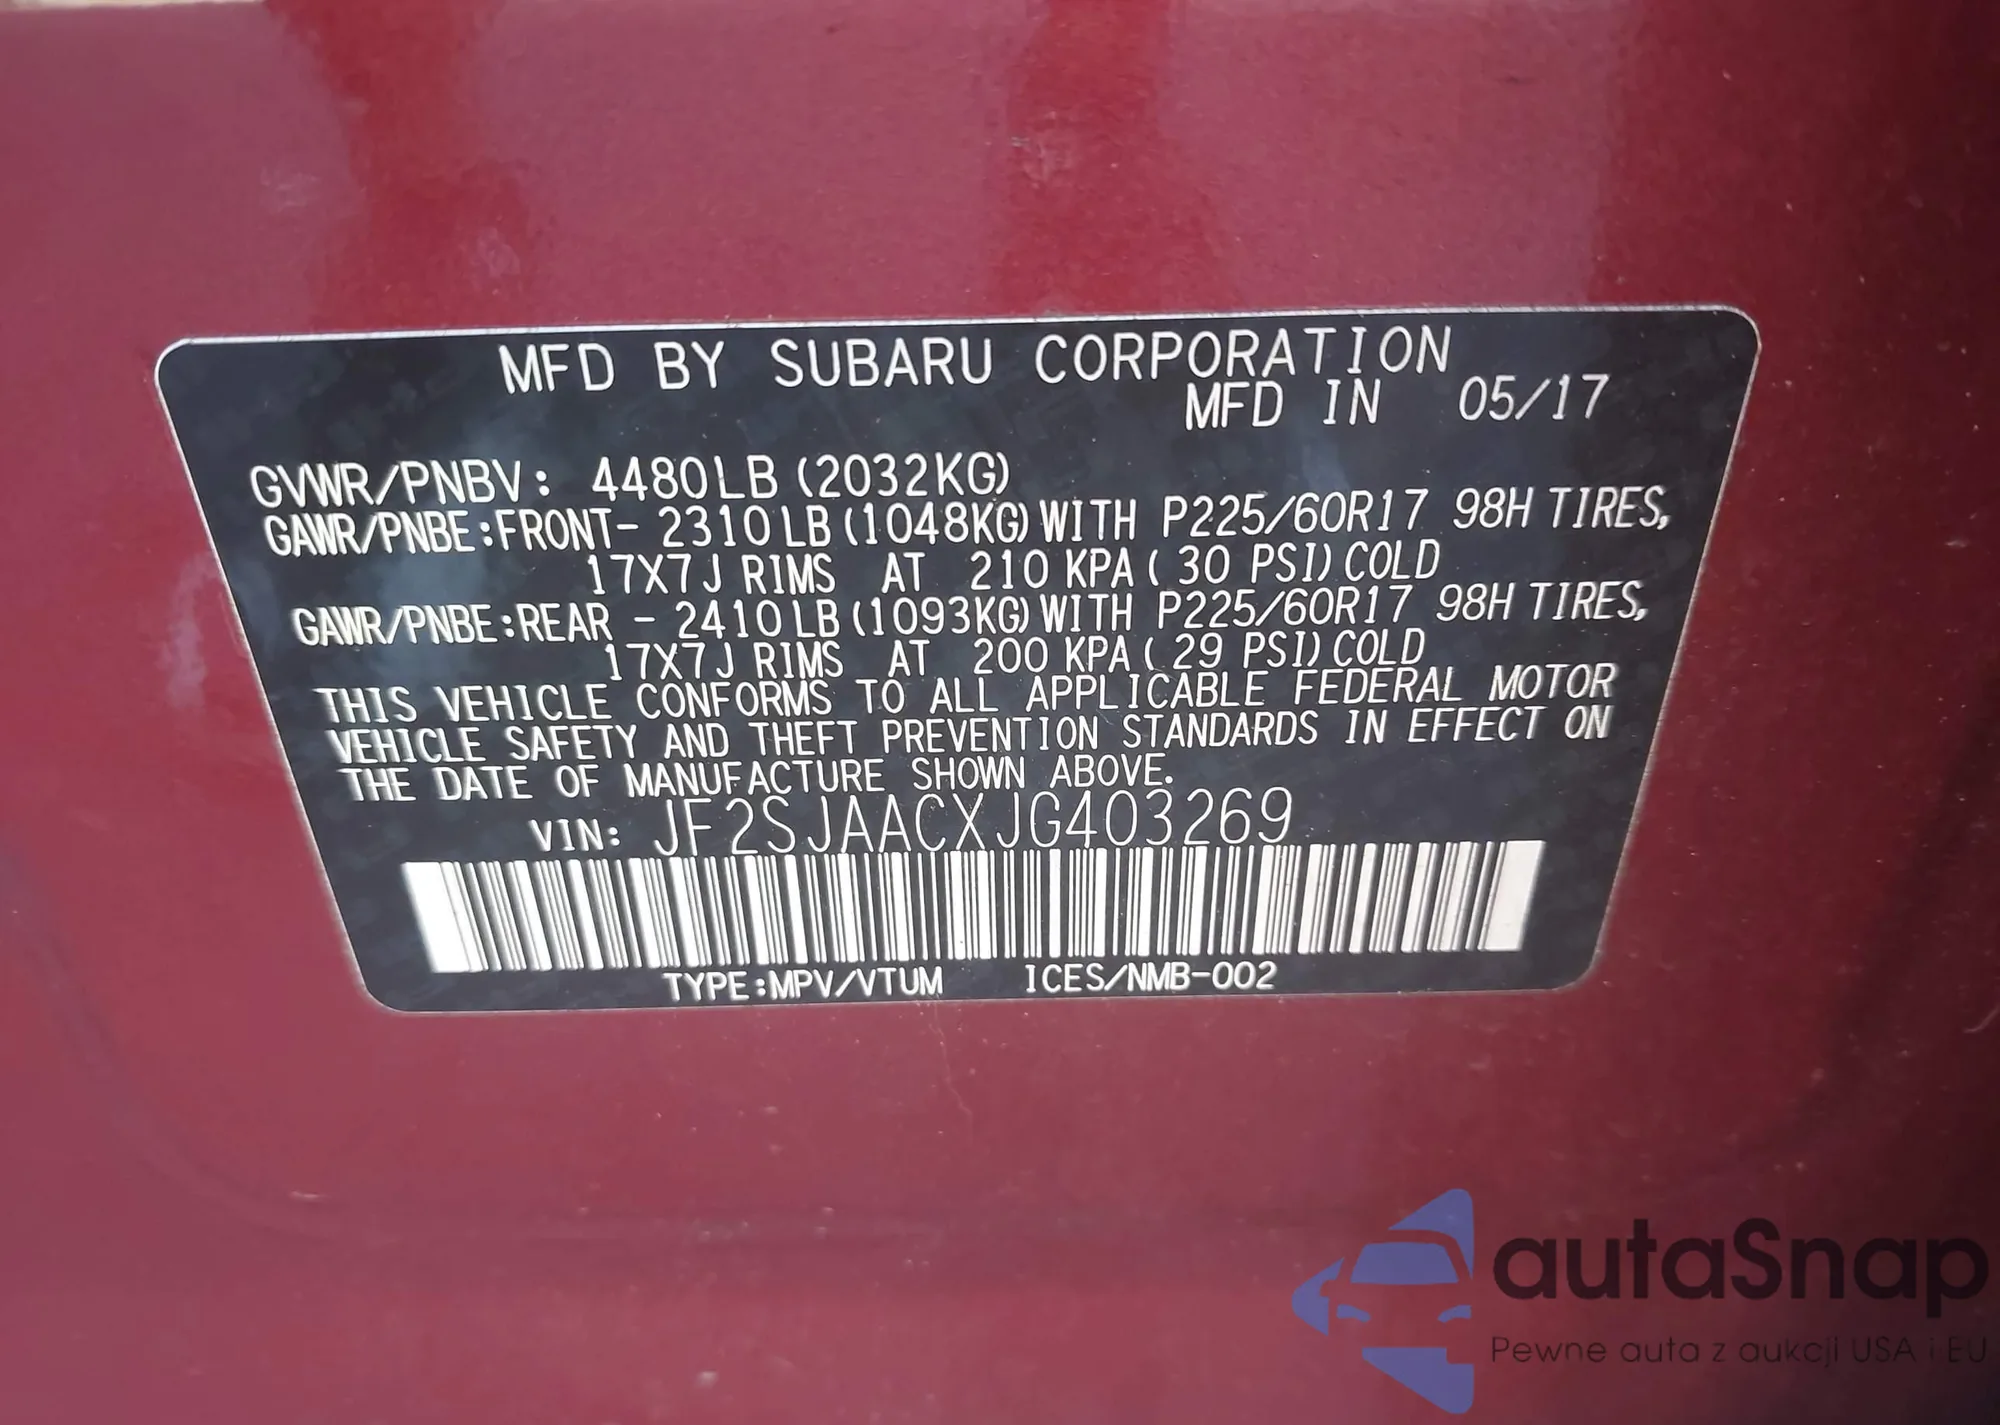 MFD BY SUBARU CORPORATION
MFD IN 05/17
GVWR/PNBV: 4480LB (2032KG)
GAWR/PNBE:FRONT- 2310LB (1048KG) WITH P225/60R17 98H TIRES,
17X7J RIMS AT 210 KPA ( 30 PSI) COLD
GAWR/PNBE:REAR - 2410LB (1093KG) WITH P225/60R17 98H TIRES,
17X7J RIMS AT 200 KPA ( 29 PSI) COLD
THIS VEHICLE CONFORMS TO ALL APPLICABLE FEDERAL MOTOR
VEHICLE SAFETY AND THEFT PREVENTION STANDARDS IN EFFECT ON
THE DATE OF MANUFACTURE SHOWN ABOVE.
VIN: JF2SJAACXJG403269
TYPE:MPV/VTUM ICES/NMB-002
autaSnap
Pewne auta z aukcji USA i EU